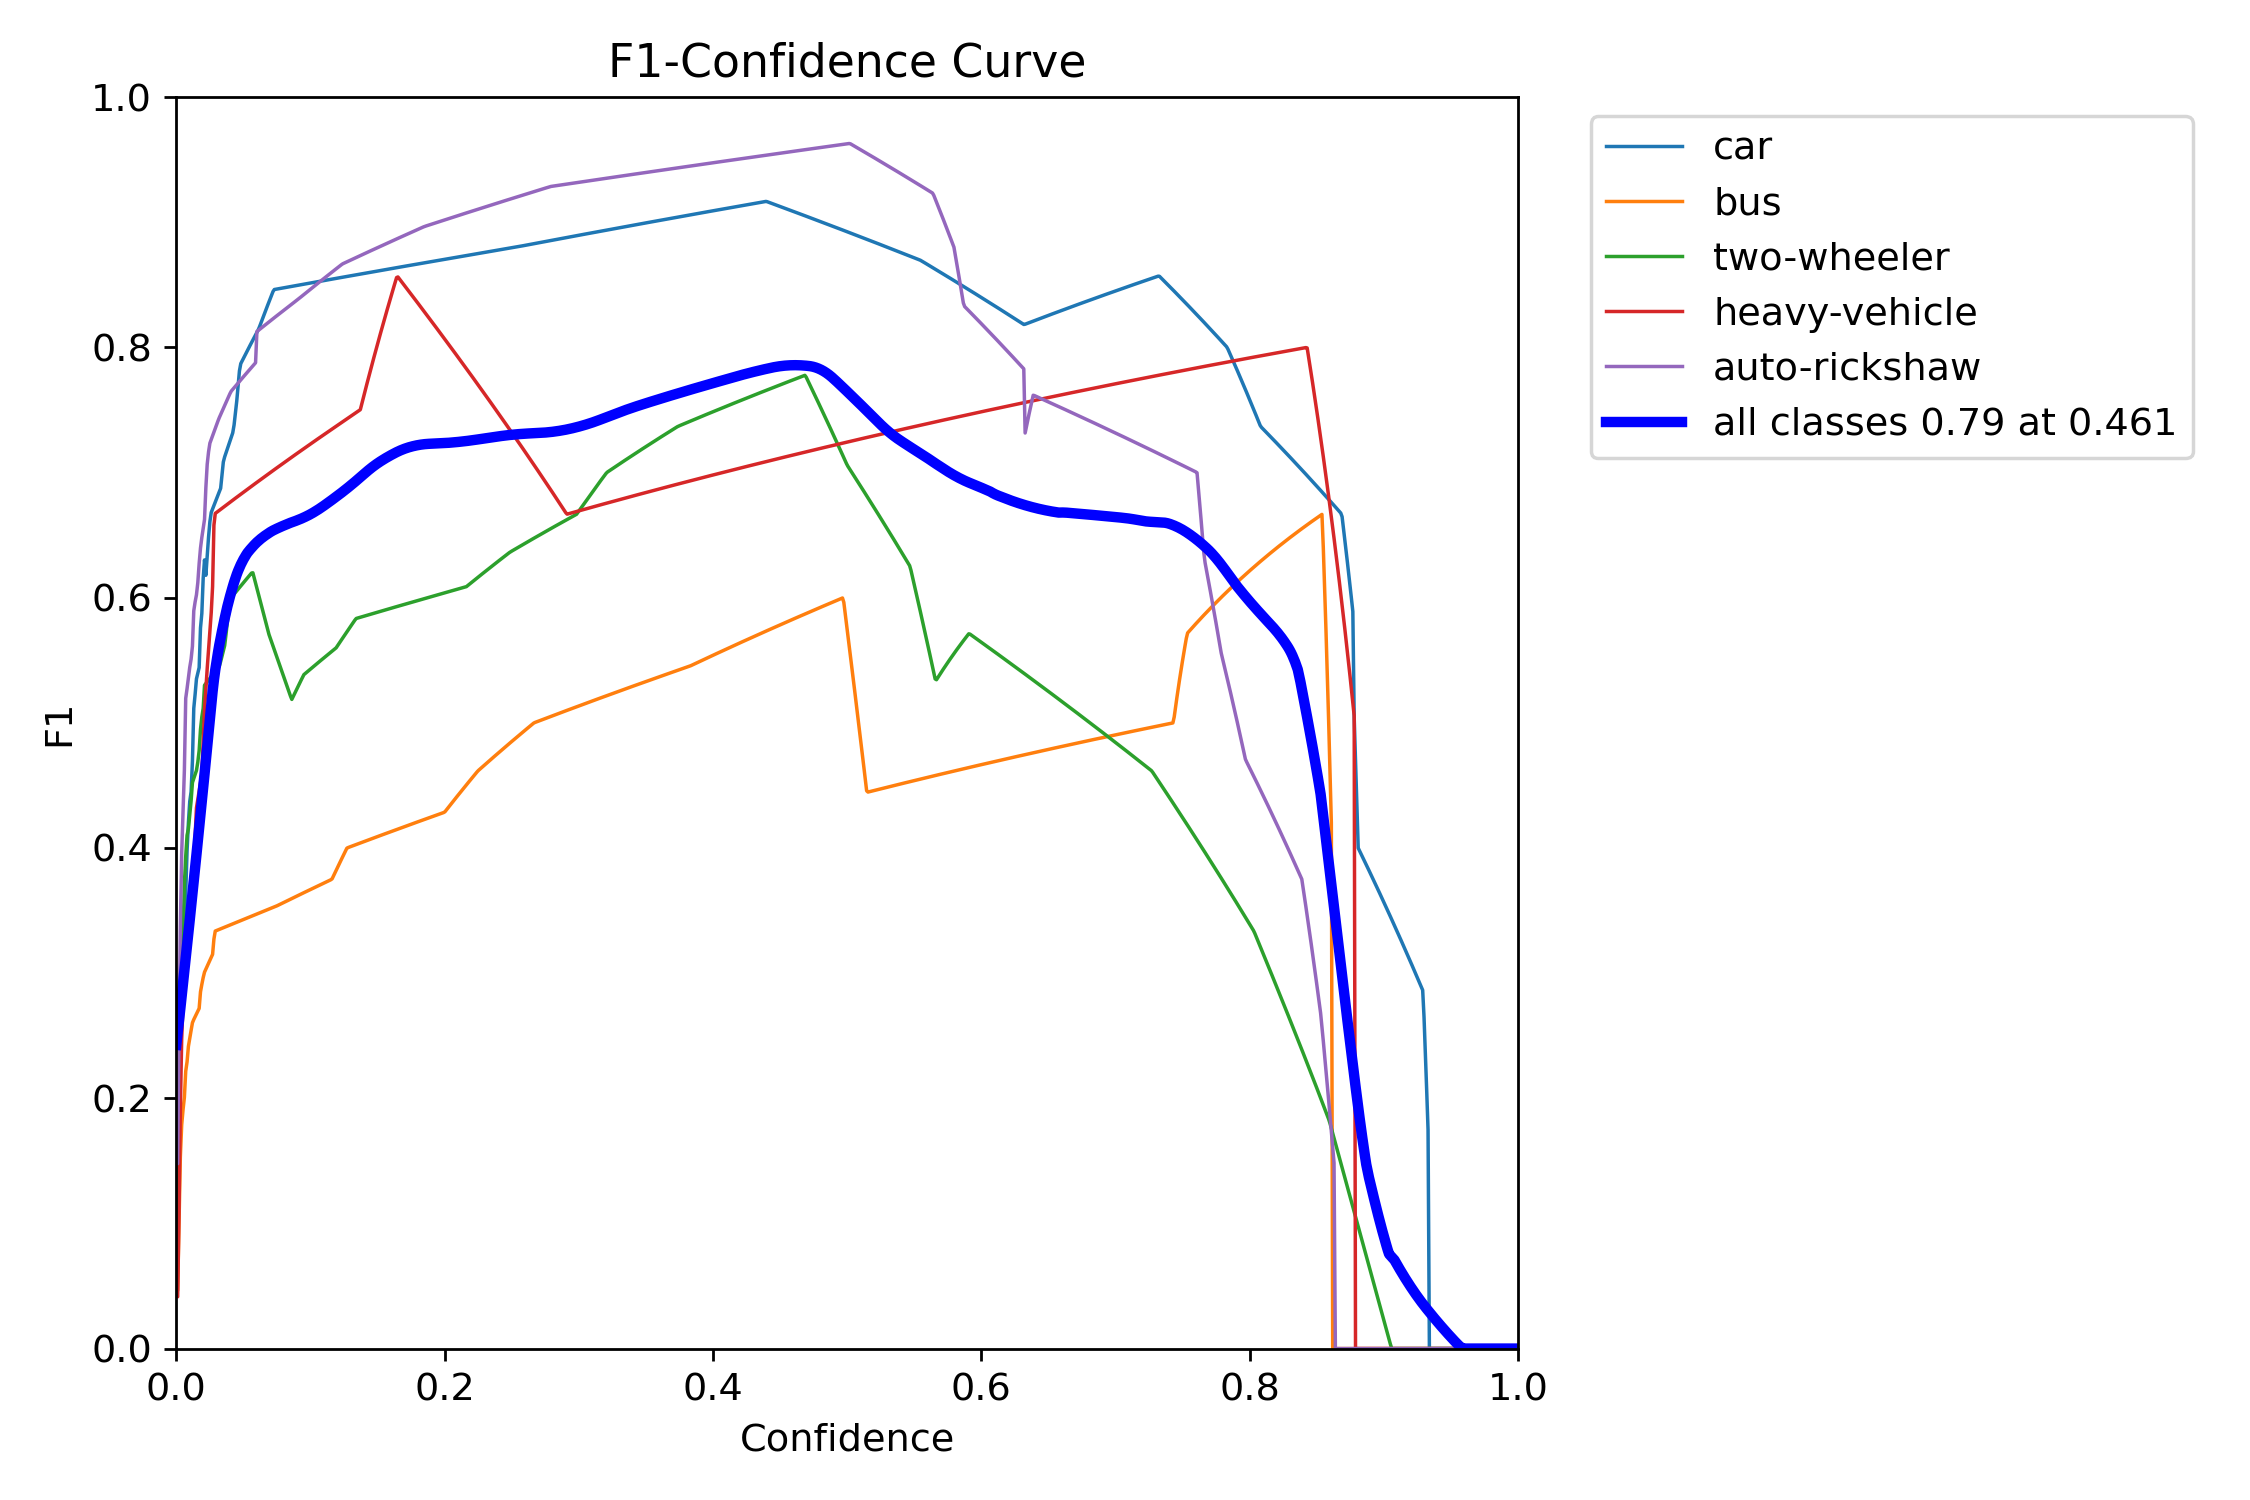 F1-Confidence Curve
1.0
0.8
0.6
0.4
0.2
0.0
F1
0.0 0.2 0.4 0.6 0.8 1.0
Confidence
car
bus
two-wheeler
heavy-vehicle
auto-rickshaw
all classes 0.79 at 0.461